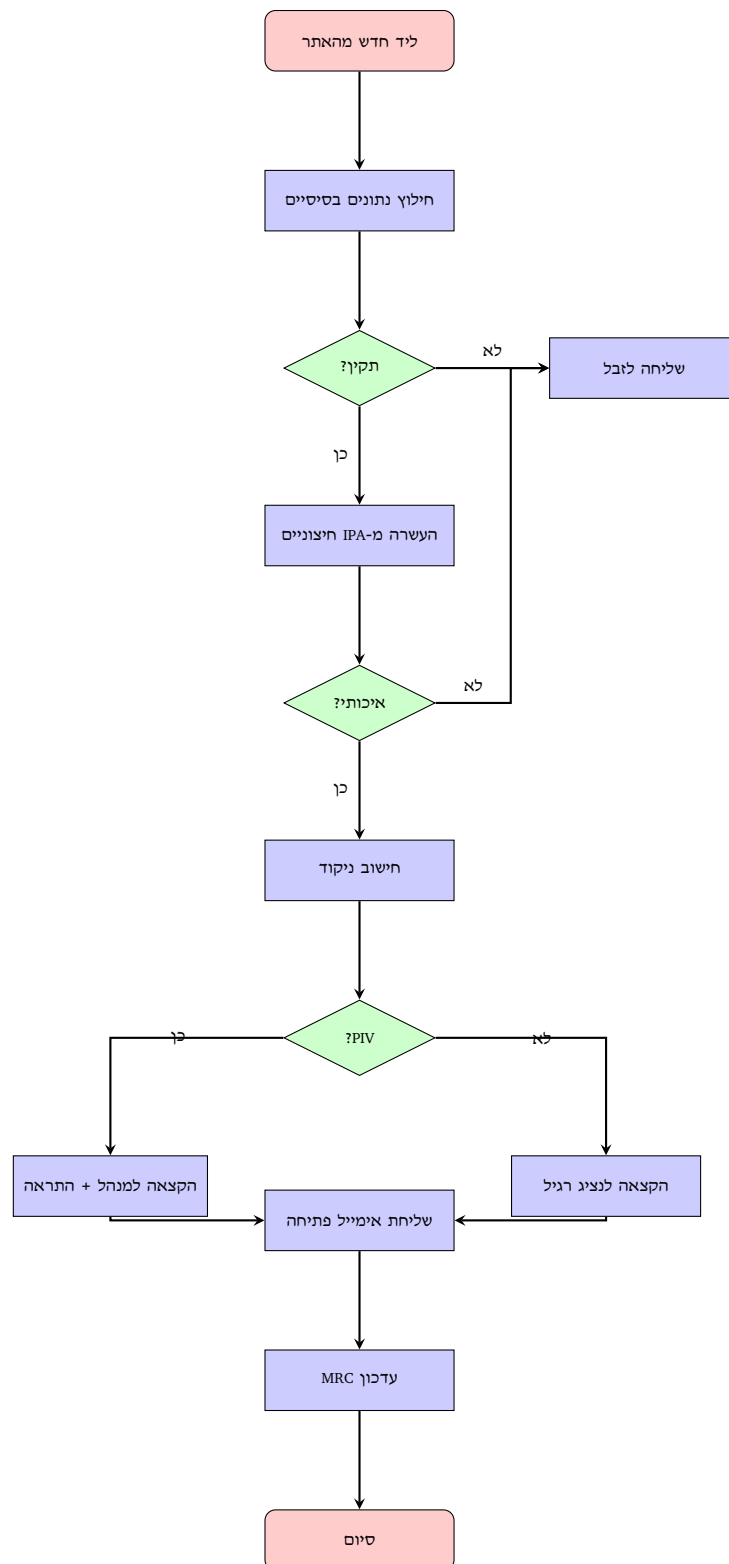 ליד חדש מהאתר
חילוץ נתונים בסיסיים
תקין?
לא
שליחה לזבל
כן
העשרה מ-IPA חיצוניים
איכותי?
לא
כן
חישוב ניקוד
PIV?
כן
לא
הקצאה למנהל + התראה
הקצאה לנציג רגיל
שליחת אימייל פתיחה
עדכון MRC
סיום